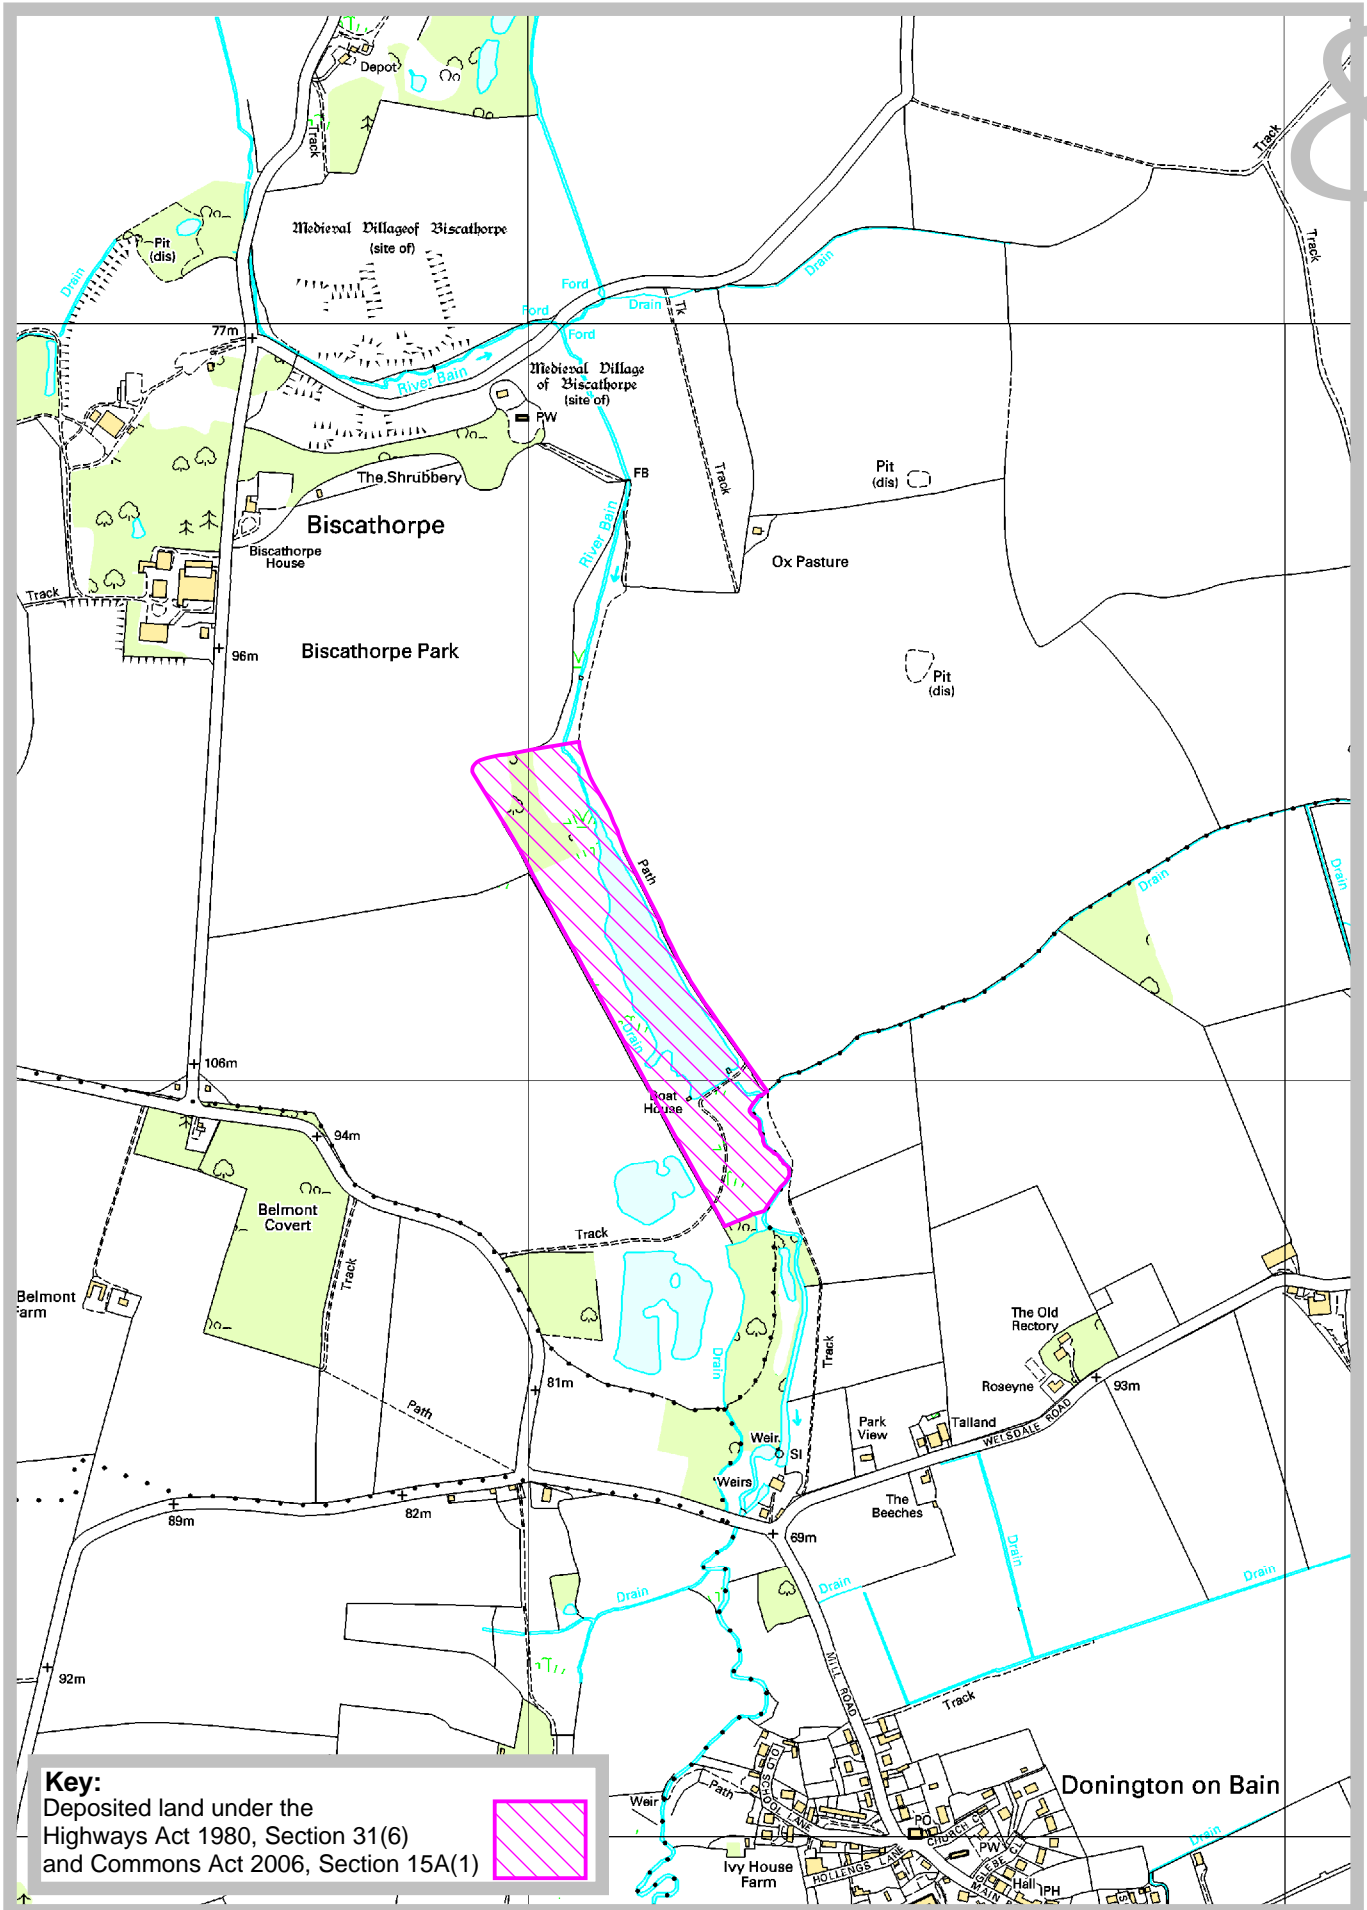 &
Depot
Track
Track
Medieval Villageof Biscathorpe
(site of)
Track
Pit
(dis)
Drain
Drain
Ford
Drain
Ford
Ford
Tk
77m
River Bain
Medieval Village
of Biscathorpe
(site of)
PW
The Shrubbery
FB
Track
Pit
(dis)
Biscathorpe
River Bain
Biscathorpe
House
Ox Pasture
Track
96m
Biscathorpe Park
Pit
(dis)
Path
Drain
Drain
Drain
106m
Boat
House
94m
Belmont
Covert
Track
Track
Belmont
Farm
The Old
Rectory
Track
Drain
Roseyne
93m
81m
Path
Park
View
Talland
WELSDALE ROAD
Weir
SI
Weirs
The
Beeches
89m
82m
69m
Drain
Drain
Drain
Drain
92m
MILL ROAD
Track
OLD SCHOOL LANE
Donington on Bain
Path
Weir
PO
CHURCH C
PW
GLEBE C
Drain
Ivy House
Farm
HOLLENGS LANE
MAIN R
Hall
PH
Key:
Deposited land under the
Highways Act 1980, Section 31(6)
and Commons Act 2006, Section 15A(1)